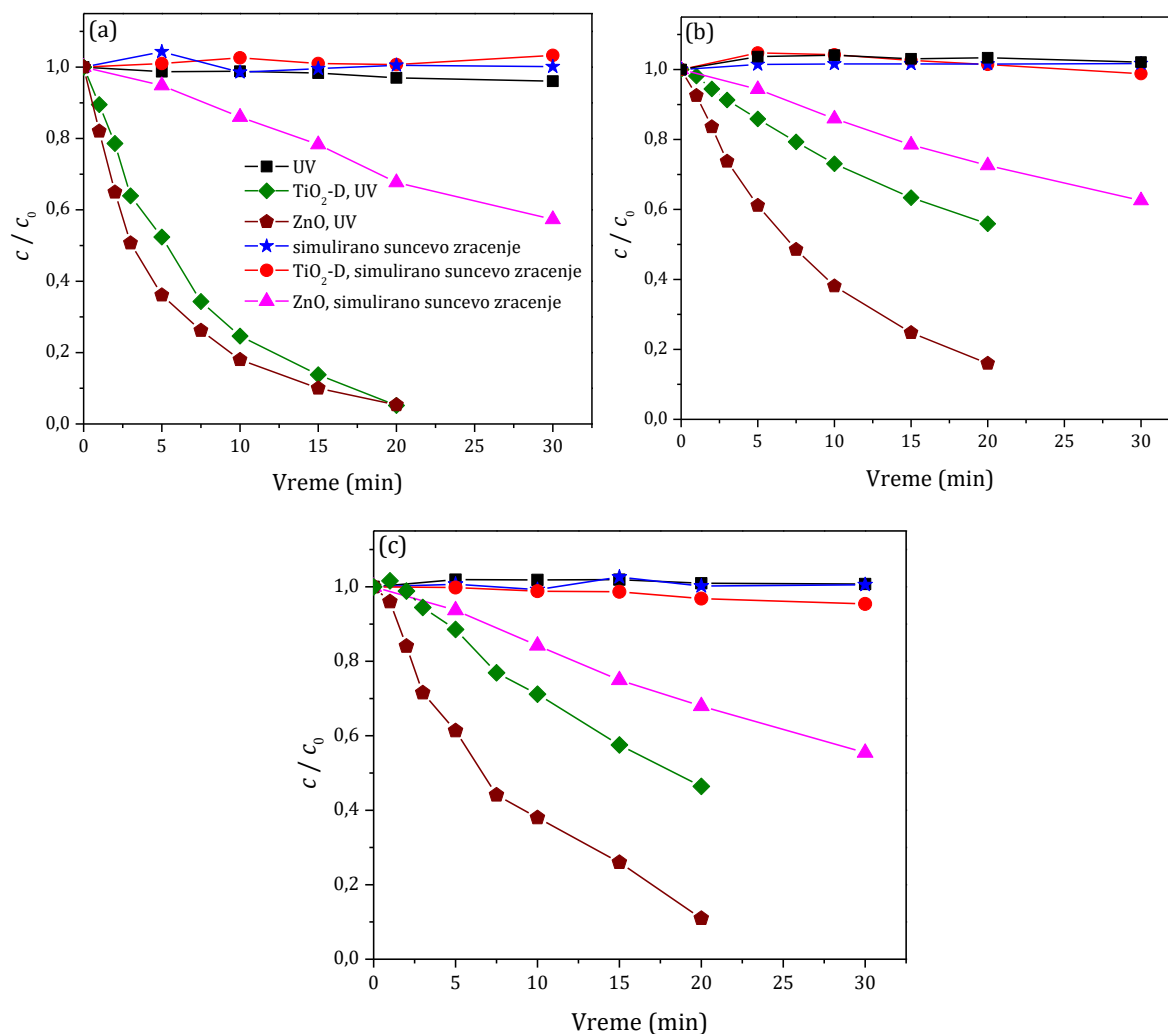 (a)
1,0
0,8
0,6
0,4
0,2
0,0
c / c0
UV
TiO2-D, UV
ZnO, UV
simulirano suncevo zracenje
TiO2-D, simulirano suncevo zracenje
ZnO, simulirano suncevo zracenje
0 5 10 15 20 25 30
Vreme (min)
(b)
1,0
0,8
0,6
0,4
0,2
0,0
c / c0
0 5 10 15 20 25 30
Vreme (min)
(c)
1,0
0,8
0,6
0,4
0,2
0,0
c / c0
0 5 10 15 20 25 30
Vreme (min)